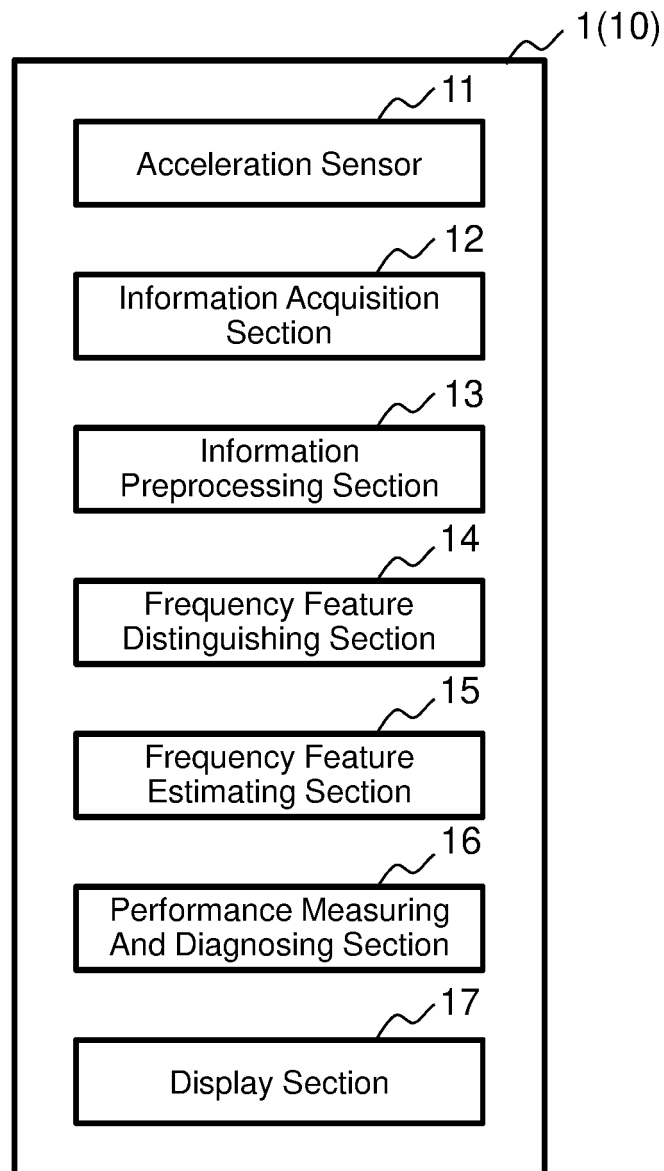 1(10)
11
Acceleration Sensor
12
Information Acquisition
Section
13
Information
Preprocessing Section
14
Frequency Feature
Distinguishing Section
15
Frequency Feature
Estimating Section
16
Performance Measuring
And Diagnosing Section
17
Display Section